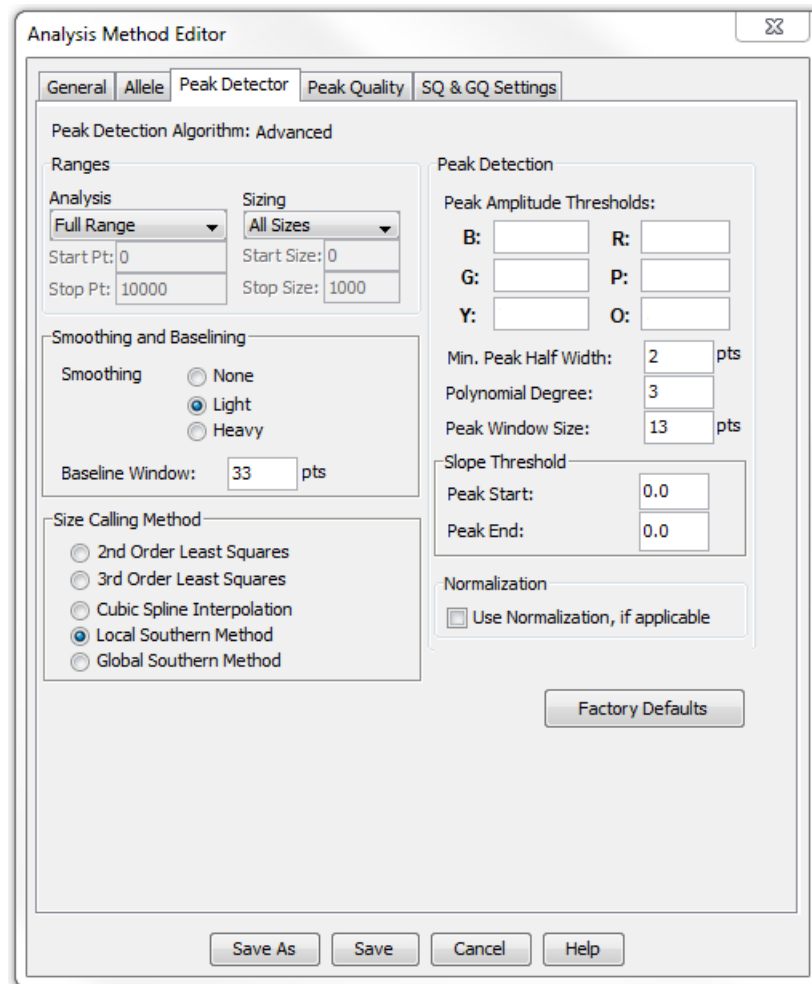 Analysis Method Editor
General Allele Peak Detector Peak Quality SQ & GQ Settings
Peak Detection Algorithm: Advanced
Ranges
Analysis Sizing
Full Range All Sizes
Start Pt: 0 Start Size: 0
Stop Pt: 10000 Stop Size: 1000
Smoothing and Baselining
Smoothing None
Light
Heavy
Baseline Window: 33 pts
Size Calling Method
2nd Order Least Squares
3rd Order Least Squares
Cubic Spline Interpolation
Local Southern Method
Global Southern Method
Peak Detection
Peak Amplitude Thresholds:
B: R:
G: P:
Y: O:
Min. Peak Half Width: 2 pts
Polynomial Degree: 3
Peak Window Size: 13 pts
Slope Threshold
Peak Start: 0.0
Peak End: 0.0
Normalization
Use Normalization, if applicable
Factory Defaults
Save As Save Cancel Help